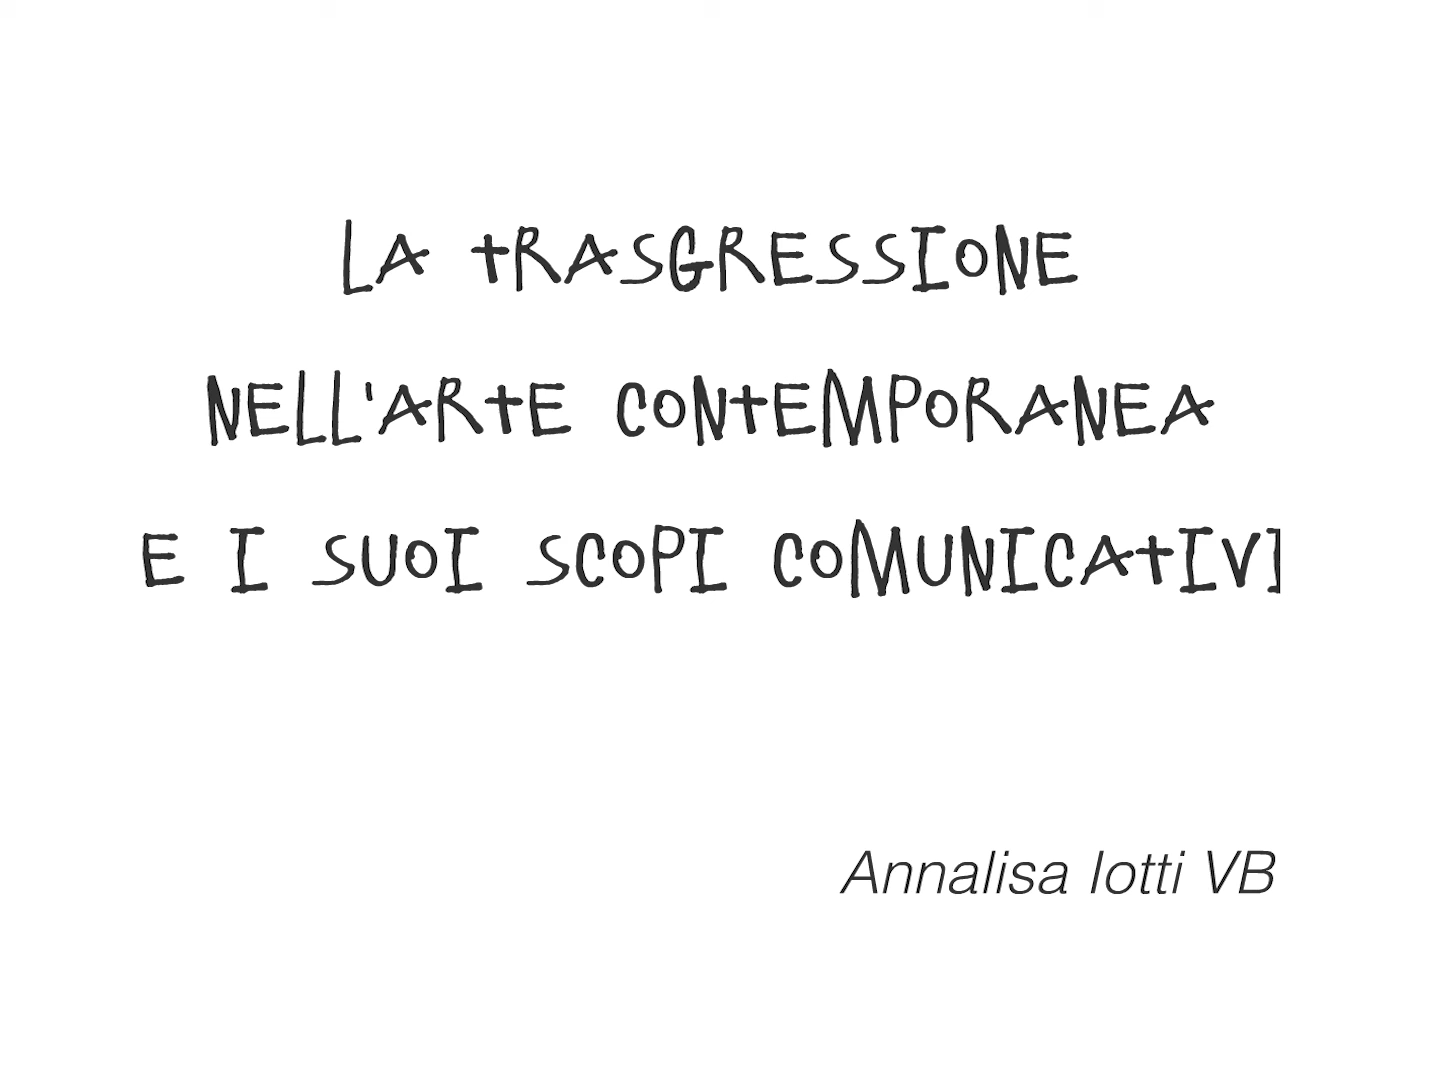 LA TRASGRESSIONE
NELL'ARTE CONTEMPORANEA
E I SUOI SCOPI COMUNICATIVI
Annalisa Iotti VB